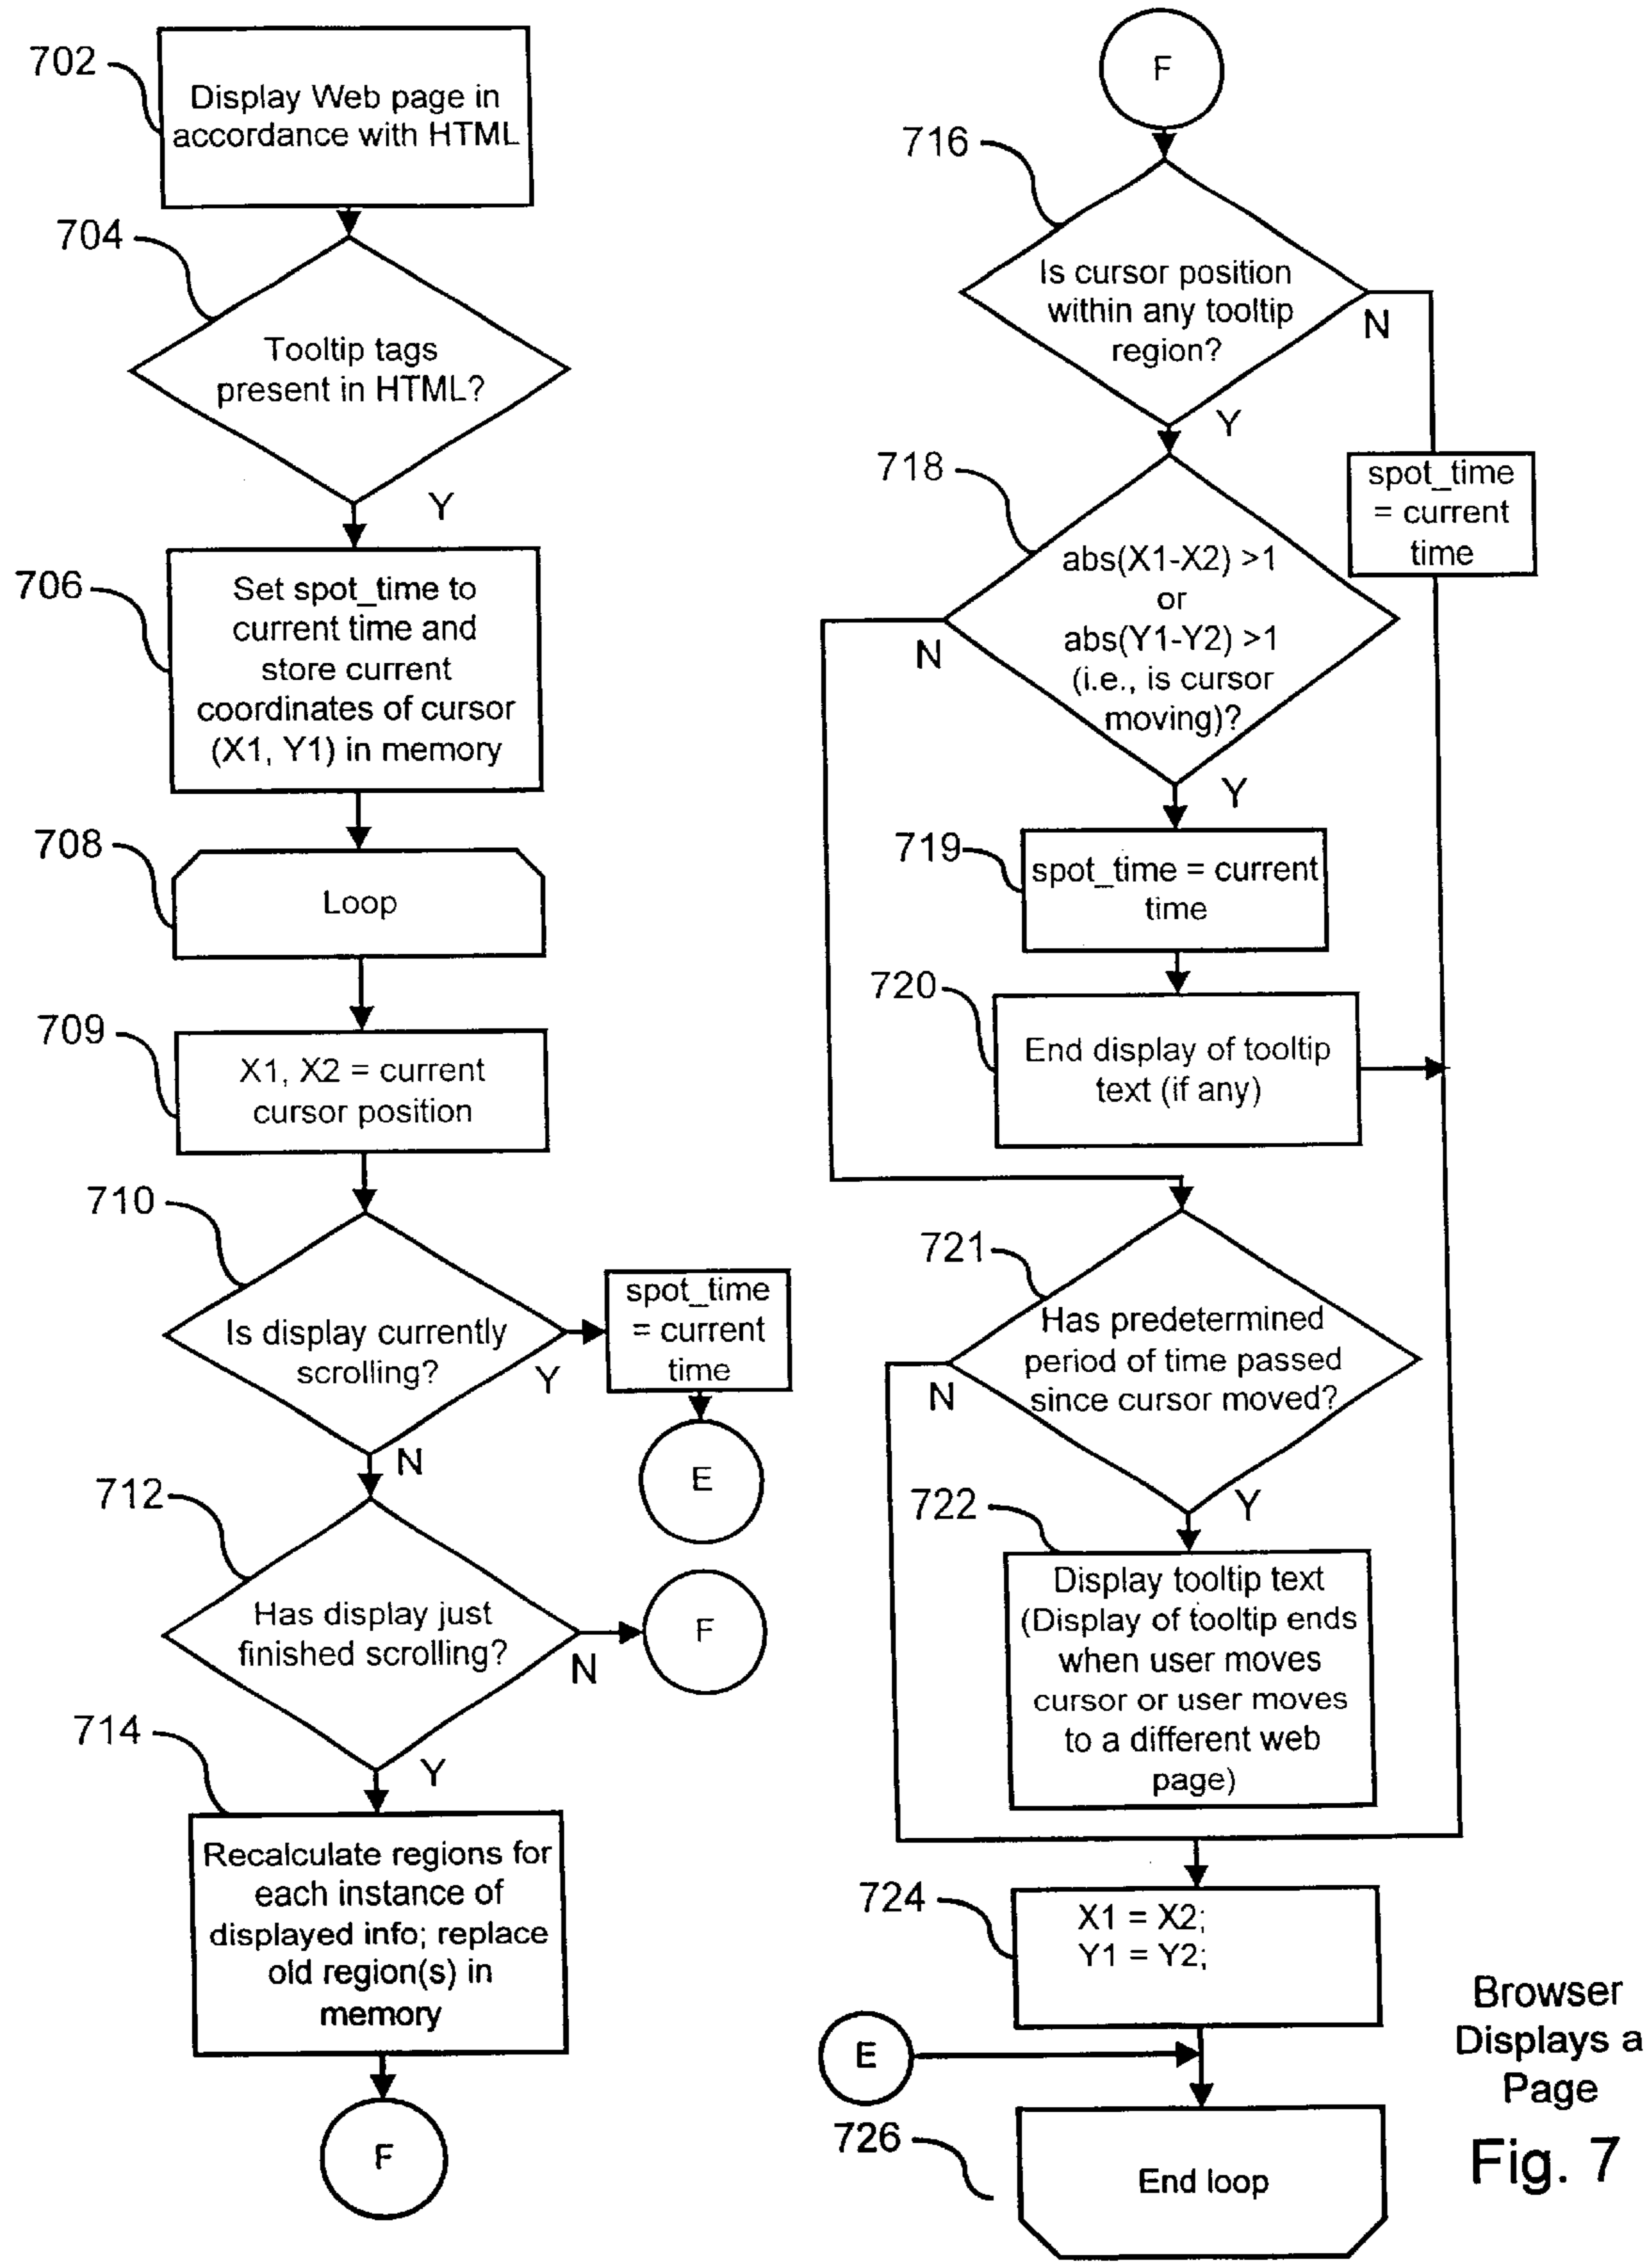 702
Display Web page in
accordance with HTML
704
Tooltip tags
present in HTML?
Y
706
Set spot_time to
current time and
store current
coordinates of cursor
(X1, Y1) in memory
708
Loop
709
X1, X2 = current
cursor position
710
Is display currently
scrolling?
Y
spot_time
= current
time
E
N
712
Has display just
finished scrolling?
N
F
Y
714
Recalculate regions for
each instance of
displayed info; replace
old region(s) in
memory
F
F
716
Is cursor position
within any tooltip
region?
N
spot_time
= current
time
Y
718
abs(X1-X2) >1
or
abs(Y1-Y2) >1
(i.e., is cursor
moving)?
N
Y
719
spot_time = current
time
720
End display of tooltip
text (if any)
721
Has predetermined
period of time passed
since cursor moved?
N
Y
722
Display tooltip text
(Display of tooltip ends
when user moves
cursor or user moves
to a different web
page)
724
X1 = X2;
Y1 = Y2;
E
726
End loop
Browser
Displays a
Page
Fig. 7